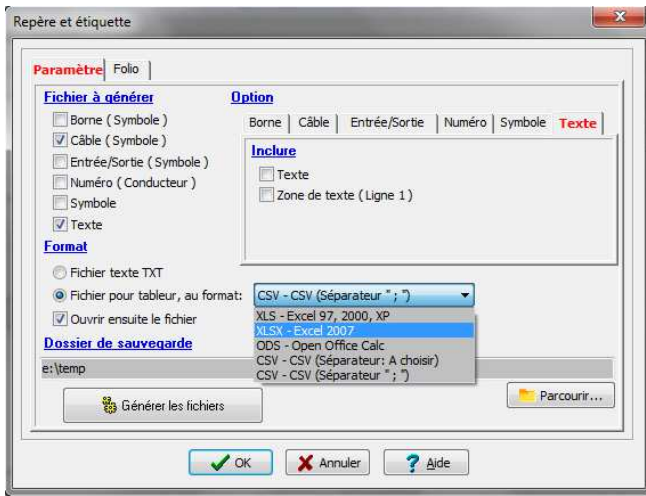 Repère et étiquette
Paramètre Folio
Fichier à générer
Borne ( Symbole )
Câble ( Symbole )
Entrée/Sortie ( Symbole )
Numéro ( Conducteur )
Symbole
Texte
Option
Borne Câble Entrée/Sortie Numéro Symbole Texte
Inclure
Texte
Zone de texte ( Ligne 1 )
Format
Fichier texte TXT
Fichier pour tableur, au format: CSV - CSV (Séparateur " ; ")
XLS - Excel 97, 2000, XP
XLSX - Excel 2007
ODS - Open Office Calc
CSV - CSV (Séparateur: A choisir)
CSV - CSV (Séparateur " ; ")
Ouvrir ensuite le fichier
Dossier de sauvegarde
e:\temp
Générer les fichiers
Parcourir...
OK Annuler Aide